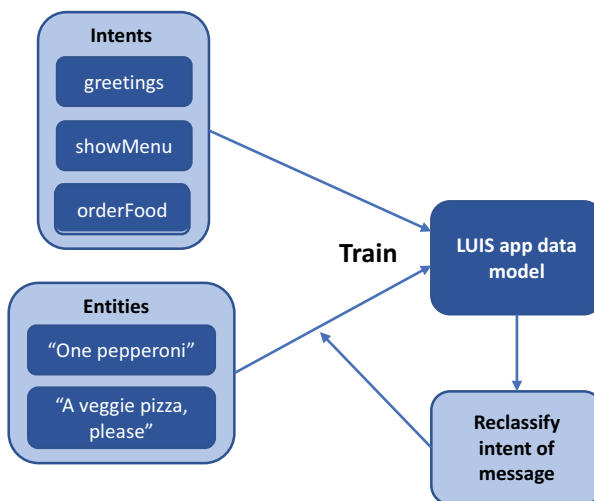 Intents
greetings
showMenu
orderFood
Train
LUIS app data
model
Entities
“One pepperoni”
“A veggie pizza,
please”
Reclassify
intent of
message